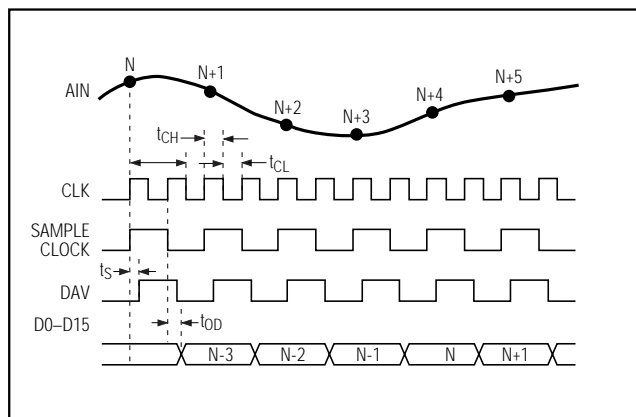 N
N+1
N+2
N+3
N+4
N+5
AIN
tCH
tCL
CLK
SAMPLE
CLOCK
tS
DAV
tOD
D0–D15
N-3
N-2
N-1
N
N+1